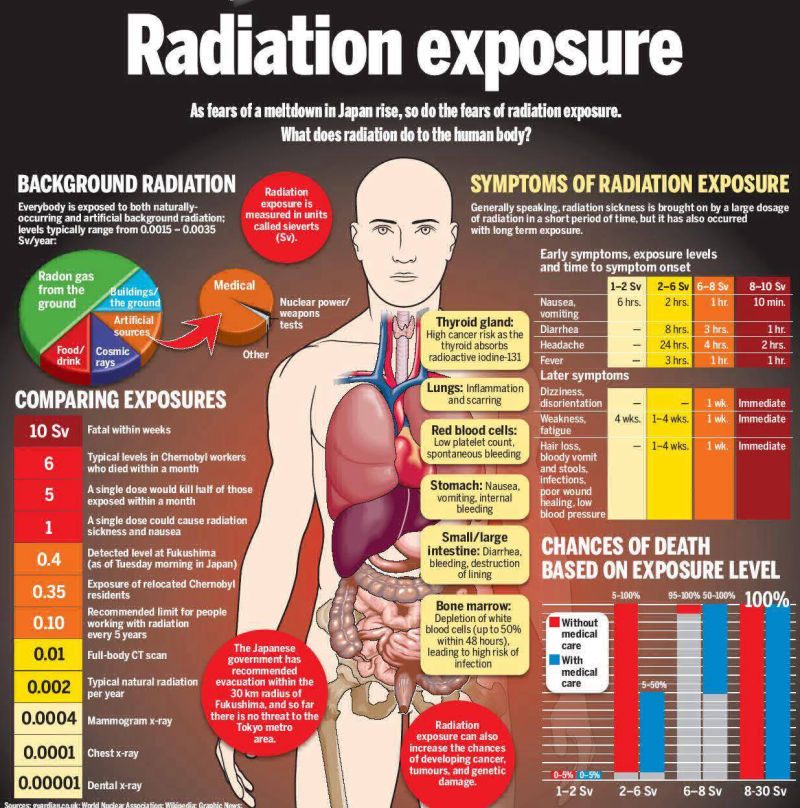 Radiation exposure
As fears of a meltdown in Japan rise, so do the fears of radiation exposure.
What does radiation do to the human body?
BACKGROUND RADIATION
Everybody is exposed to both naturally-
occurring and artificial background radiation;
levels typically range from 0.0015 – 0.0035
Sv/year:
Radiation
exposure is
measured in units
called sieverts
(Sv).
Radon gas
from the
ground
Buildings/
the ground
Artificial
sources
Food/
drink
Cosmic
rays
Medical
Nuclear power/
weapons
tests
Other
COMPARING EXPOSURES
10 Sv Fatal within weeks
6 Typical levels in Chernobyl workers
who died within a month
5 A single dose would kill half of those
exposed within a month
1 A single dose could cause radiation
sickness and nausea
0.4 Detected level at Fukushima
(as of Tuesday morning in Japan)
0.35 Exposure of relocated Chernobyl
residents
0.10 Recommended limit for people
working with radiation
every 5 years
0.01 Full-body CT scan
0.002 Typical natural radiation
per year
0.0004 Mammogram x-ray
0.0001 Chest x-ray
0.00001 Dental x-ray
The Japanese
government has
recommended
evacuation within the
30 km radius of
Fukushima, and so far
there is no threat to the
Tokyo metro
area.
Thyroid gland:
High cancer risk as the
thyroid absorbs
radioactive iodine-131
Lungs: Inflammation
and scarring
Red blood cells:
Low platelet count,
spontaneous bleeding
Stomach: Nausea,
vomiting, internal
bleeding
Small/large
intestine: Diarrhea,
bleeding, destruction
of lining
Bone marrow:
Depletion of white
blood cells (up to 50%
within 48 hours),
leading to high risk of
infection
Radiation
exposure can also
increase the chances
of developing cancer,
tumours, and genetic
damage.
SYMPTOMS OF RADIATION EXPOSURE
Generally speaking, radiation sickness is brought on by a large dosage
of radiation in a short period of time, but it has also occurred
with long term exposure.
Early symptoms, exposure levels
and time to symptom onset
1–2 Sv 2–6 Sv 6–8 Sv 8–10 Sv
Nausea, 6 hrs. 2 hrs. 1 hr. 10 min.
vomiting
Diarrhea – 8 hrs. 3 hrs. 1 hr.
Headache – 24 hrs. 4 hrs. 2 hrs.
Fever – 3 hrs. 1 hr. 1 hr.
Later symptoms
Dizziness,
disorientation – – 1 wk. Immediate
Weakness, 4 wks. 1–4 wks. 1 wk. Immediate
fatigue
Hair loss, – 1–4 wks. 1 wk. Immediate
bloody vomit
and stools,
infections,
poor wound
healing, low
blood pressure
CHANCES OF DEATH
BASED ON EXPOSURE LEVEL
5-100% 95-100% 50-100% 100%
Without
medical
care
With
medical
care
5-50%
0-5% 0-5%
1–2 Sv 2–6 Sv 6–8 Sv 8-30 Sv
Sources: guardian.co.uk; World Nuclear Association; Wikipedia; Graphic News;